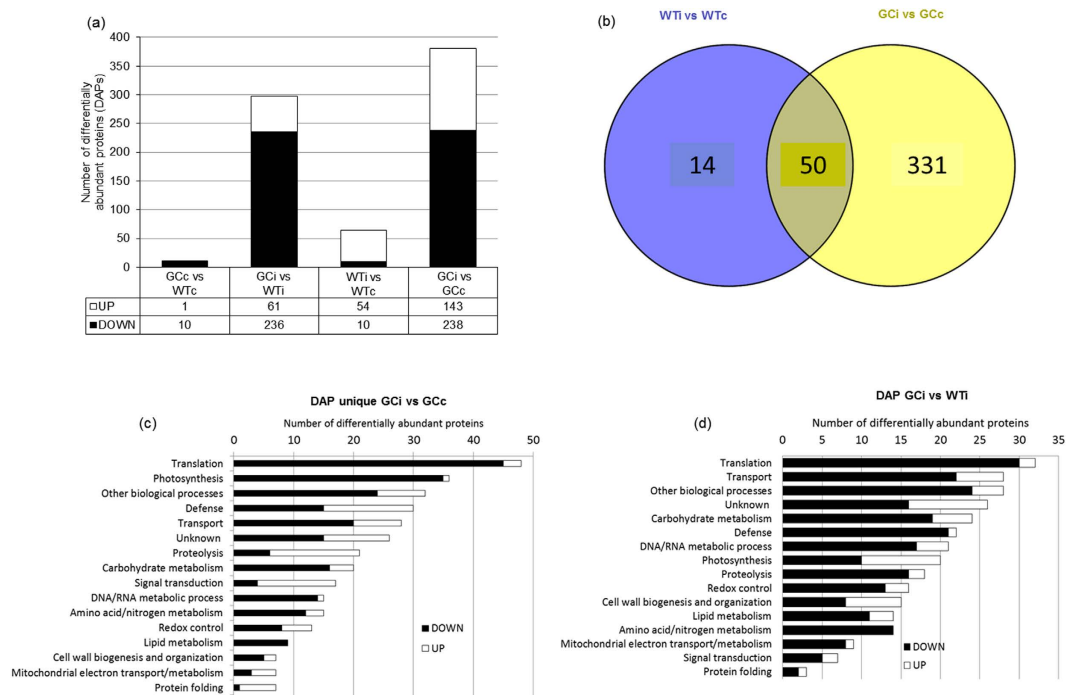 (a)
Number of differentially
abundant proteins (DAPs)
400
350
300
250
200
150
100
50
0
GCc vs WTc GCi vs WTi WTi vs WTc GCi vs GCc
UP 1 61 54 143
DOWN 10 236 10 238
(b)
WTi vs WTc GCi vs GCc
14 50 331
(c)
DAP unique GCi vs GCc
Number of differentially abundant proteins
0 10 20 30 40 50
Translation
Photosynthesis
Other biological processes
Defense
Transport
Unknown
Proteolysis
Carbohydrate metabolism
Signal transduction
DNA/RNA metabolic process
Amino acid/nitrogen metabolism
Redox control
Lipid metabolism
Cell wall biogenesis and organization
Mitochondrial electron transport/metabolism
Protein folding
DOWN
UP
(d)
DAP GCi vs WTi
Number of differentially abundant proteins
0 5 10 15 20 25 30 35
Translation
Transport
Other biological processes
Unknown
Carbohydrate metabolism
Defense
DNA/RNA metabolic process
Photosynthesis
Proteolysis
Redox control
Cell wall biogenesis and organization
Lipid metabolism
Amino acid/nitrogen metabolism
Mitochondrial electron transport/metabolism
Signal transduction
Protein folding
DOWN
UP